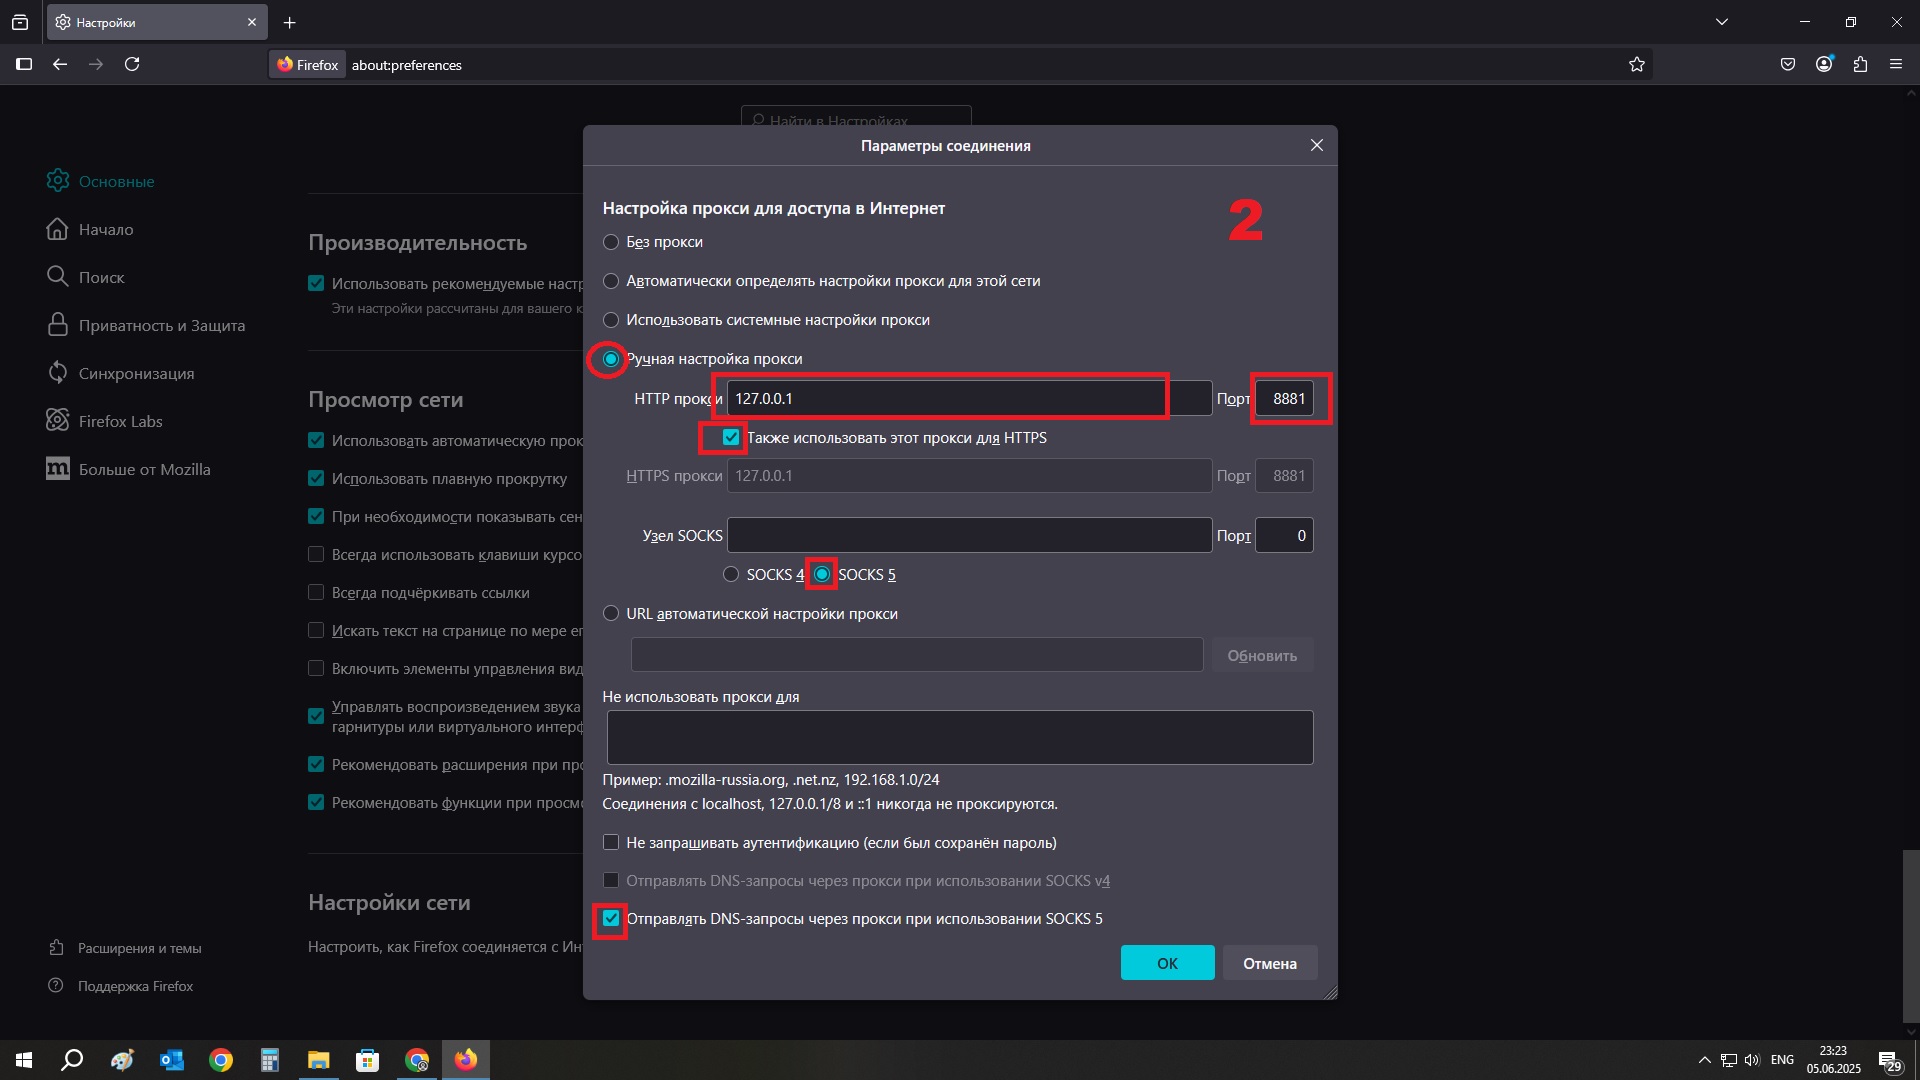 Настройки
Firefox about:preferences
Найти в Настройках
Основные
Начало
Поиск
Приватность и Защита
Синхронизация
Firefox Labs
Больше от Mozilla
Расширения и темы
Поддержка Firefox
Производительность
Использовать рекомендуемые
Эти настройки рассчитаны для вашего
Просмотр сети
Использовать автоматическую
Использовать плавную прокрутку
При необходимости показывать
Всегда использовать клавиши
Всегда подчёркивать ссылки
Искать текст на странице по мере
Включить элементы управления
Управлять воспроизведением звука
гарнитуры или виртуального
Рекомендовать расширения при
Рекомендовать функции при
Настройки сети
Настроить, как Firefox соединяется с
Параметры соединения
Настройка прокси для доступа в Интернет
2
Без прокси
Автоматически определять настройки прокси для этой сети
Использовать системные настройки прокси
Ручная настройка прокси
HTTP прокси 127.0.0.1 Порт 8881
Также использовать этот прокси для HTTPS
HTTPS прокси 127.0.0.1 Порт 8881
Узел SOCKS Порт 0
SOCKS 4 SOCKS 5
URL автоматической настройки прокси
Обновить
Не использовать прокси для
Пример: .mozilla-russia.org, .net.nz, 192.168.1.0/24
Соединения с localhost, 127.0.0.1/8 и ::1 никогда не проксируются.
Не запрашивать аутентификацию (если был сохранён пароль)
Отправлять DNS-запросы через прокси при использовании SOCKS v4
Отправлять DNS-запросы через прокси при использовании SOCKS 5
OK Отмена
ENG
23:23
05.06.2025
29